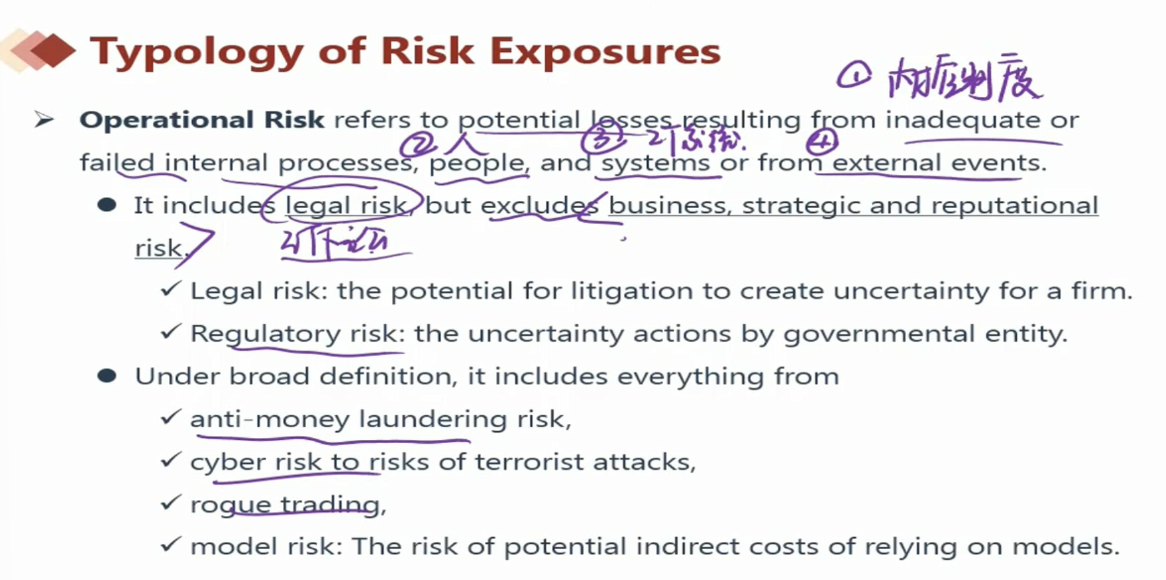 Typology of Risk Exposures
① 内部制度
➤ Operational Risk refers to potential losses resulting from inadequate or
② 人 ③ 系统 ④
failed internal processes, people, and systems or from external events.
● It includes legal risk, but excludes business, strategic and reputational
risk.
✓ Legal risk: the potential for litigation to create uncertainty for a firm.
✓ Regulatory risk: the uncertainty actions by governmental entity.
● Under broad definition, it includes everything from
✓ anti-money laundering risk,
✓ cyber risk to risks of terrorist attacks,
✓ rogue trading,
✓ model risk: The risk of potential indirect costs of relying on models.